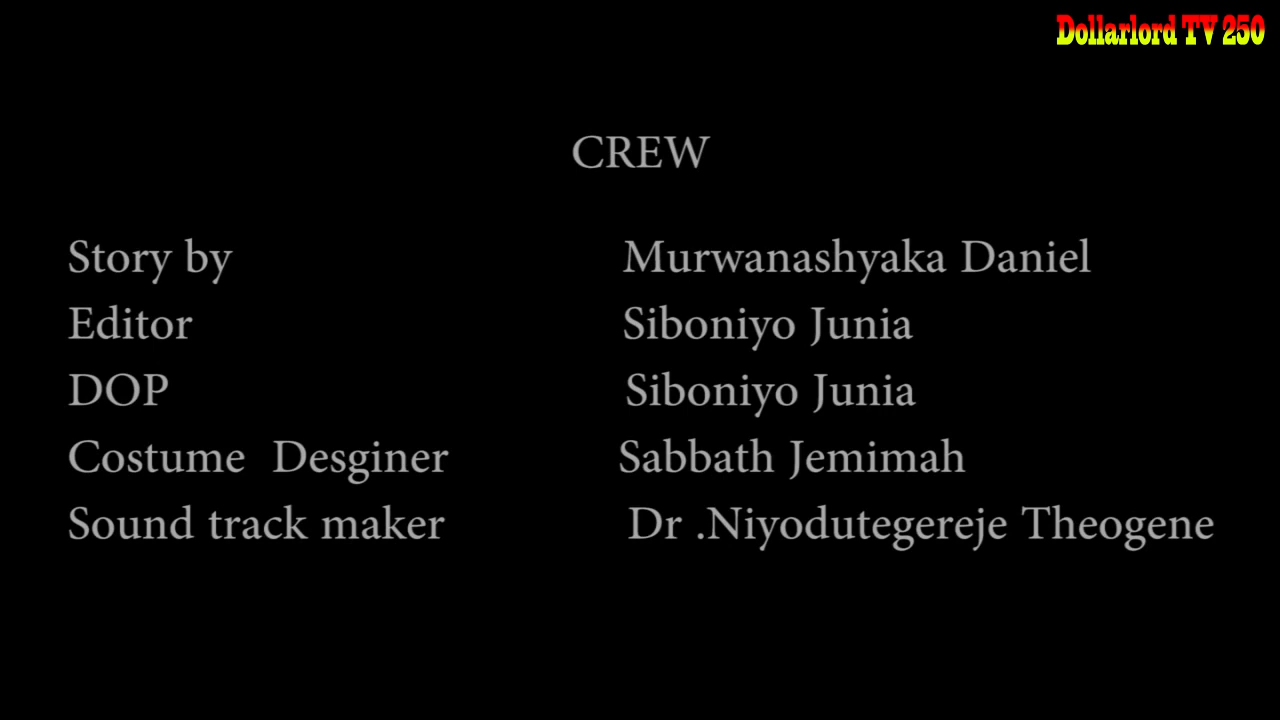 Dollarlord TV 250
CREW
Story by Murwanashyaka Daniel
Editor Siboniyo Junia
DOP Siboniyo Junia
Costume Desginer Sabbath Jemimah
Sound track maker Dr .Niyodutegereje Theogene